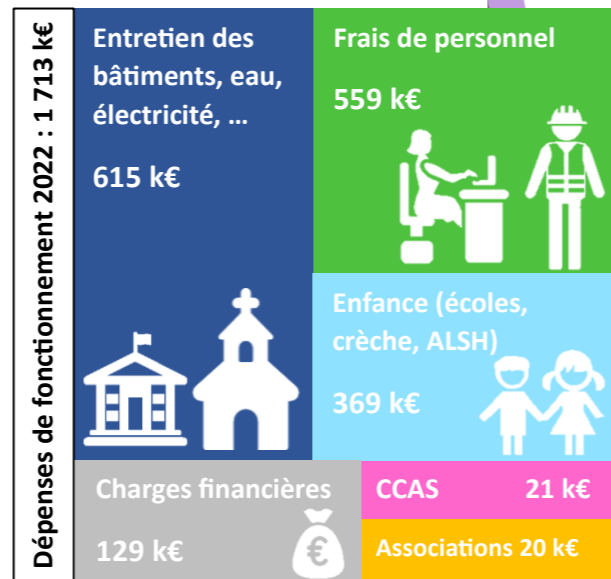 Dépenses de fonctionnement 2022 : 1 713 k€
Entretien des
bâtiments, eau,
électricité, ...
615 k€
Frais de personnel
559 k€
Enfance (écoles,
crèche, ALSH)
369 k€
Charges financières
129 k€
€
CCAS 21 k€
Associations 20 k€